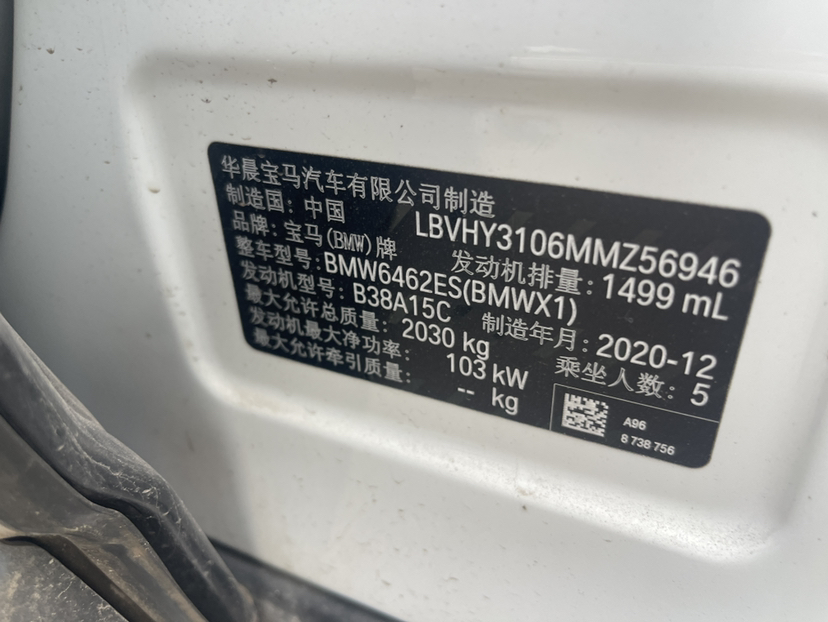 华晨宝马汽车有限公司制造
制造国：中国 LBVHY3106MMZ56946
品牌：宝马(BMW)牌 发动机排量：1499 mL
整车型号：BMW6462ES(BMWX1)
发动机型号：B38A15C 制造年月：2020-12
最大允许总质量：2030 kg 乘坐人数：5
发动机最大净功率：103 kW
最大允许牵引质量：-- kg
A96
8 738 756